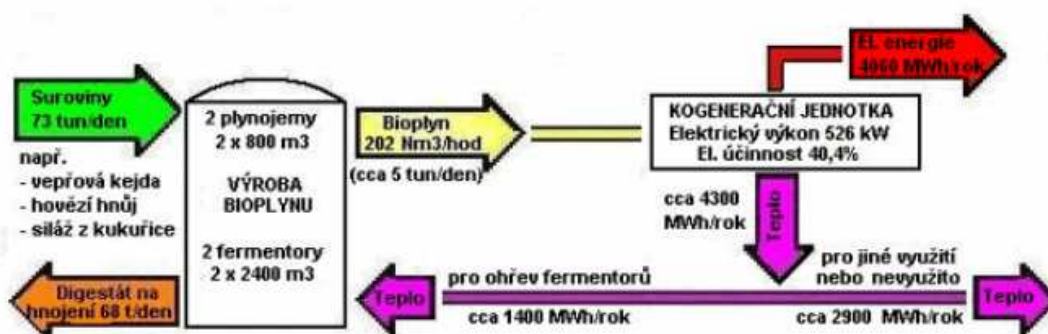 Suroviny
73 tun/den
např.
- vepřová kejda
- hovězí hnůj
- siláž z kukuřice
Digestát na
hnojení 68 t/den
2 plynojemy
2 x 800 m3
VÝROBA
BIOPLYNU
2 fermentory
2 x 2400 m3
Bioplyn
202 Nm3/hod
(cca 5 tun/den)
El. energie
4060 MWh/rok
KOGENERAČNÍ JEDNOTKA
Elektrický výkon 526 kW
El. účinnost 40,4%
cca 4300
MWh/rok
Teplo
pro ohřev fermentorů
Teplo
cca 1400 MWh/rok
pro jiné využití
nebo nevyužito
Teplo
cca 2900 MWh/rok